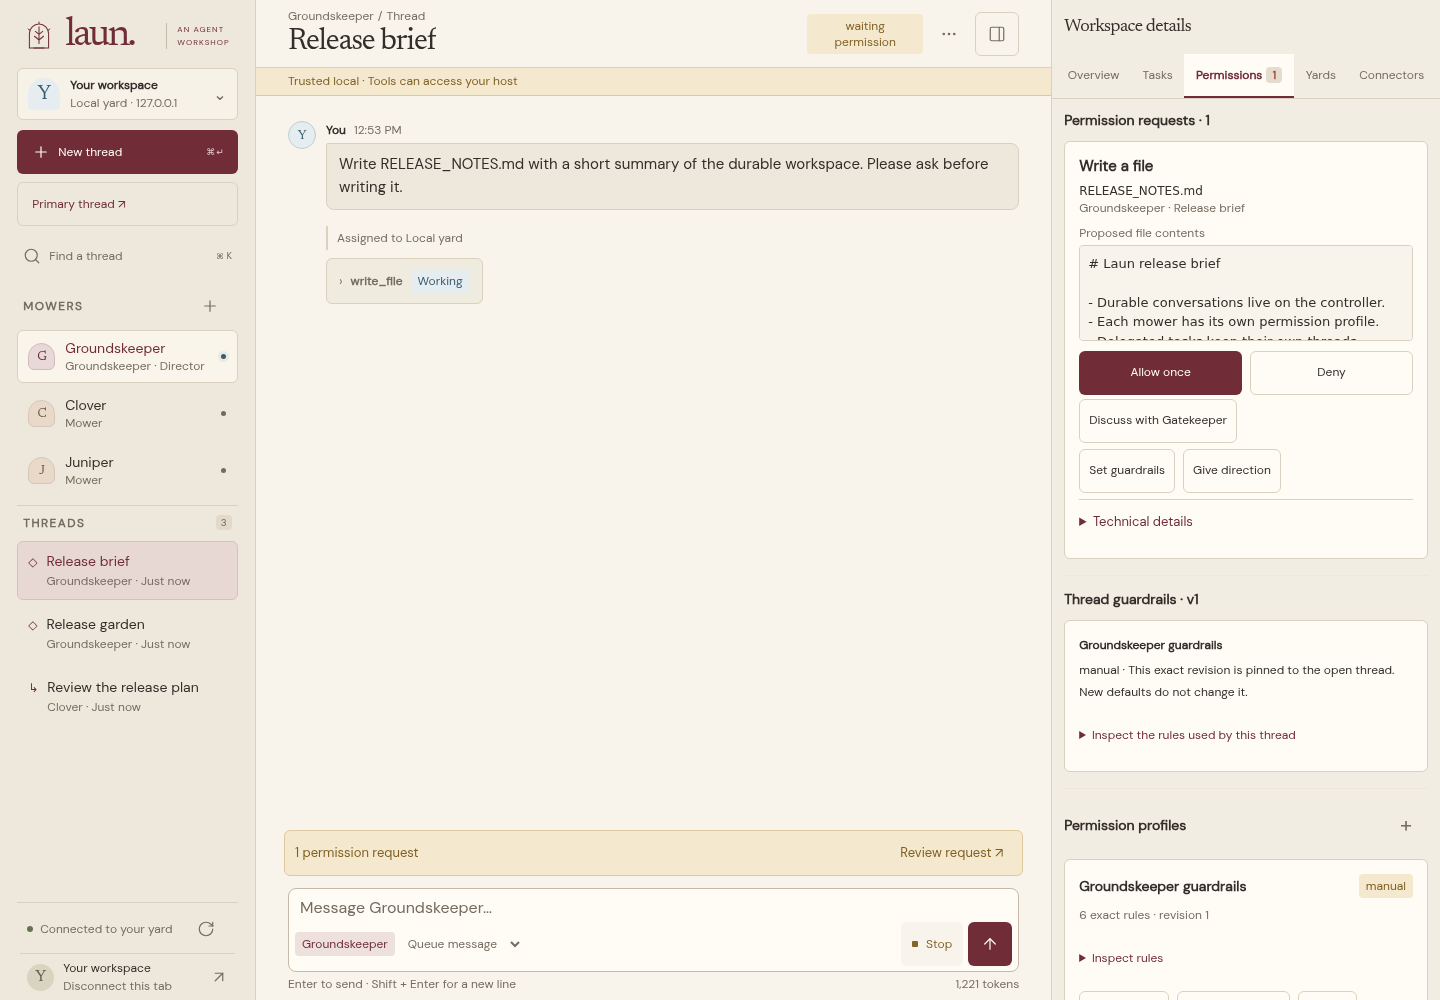 laun.
AN AGENT
WORKSHOP
Y
Your workspace
Local yard · 127.0.0.1
New thread
⌘↵
Primary thread ↗
Find a thread
⌘ K
MOWERS
G
Groundskeeper
Groundskeeper · Director
C
Clover
Mower
J
Juniper
Mower
THREADS
3
Release brief
Groundskeeper · Just now
Release garden
Groundskeeper · Just now
Review the release plan
Clover · Just now
Connected to your yard
Y
Your workspace
Disconnect this tab
Groundskeeper / Thread
Release brief
waiting
permission
Trusted local · Tools can access your host
Y
You 12:53 PM
Write RELEASE_NOTES.md with a short summary of the durable workspace. Please ask before
writing it.
Assigned to Local yard
› write_file Working
1 permission request
Review request ↗
Message Groundskeeper...
Groundskeeper
Queue message
Stop
Enter to send · Shift + Enter for a new line
1,221 tokens
Workspace details
Overview
Tasks
Permissions 1
Yards
Connectors
Permission requests · 1
Write a file
RELEASE_NOTES.md
Groundskeeper · Release brief
Proposed file contents
# Laun release brief
- Durable conversations live on the controller.
- Each mower has its own permission profile.
- Delegated tasks keep their own threads.
Allow once
Deny
Discuss with Gatekeeper
Set guardrails
Give direction
Technical details
Thread guardrails · v1
Groundskeeper guardrails
manual · This exact revision is pinned to the open thread.
New defaults do not change it.
Inspect the rules used by this thread
Permission profiles
Groundskeeper guardrails
manual
6 exact rules · revision 1
Inspect rules